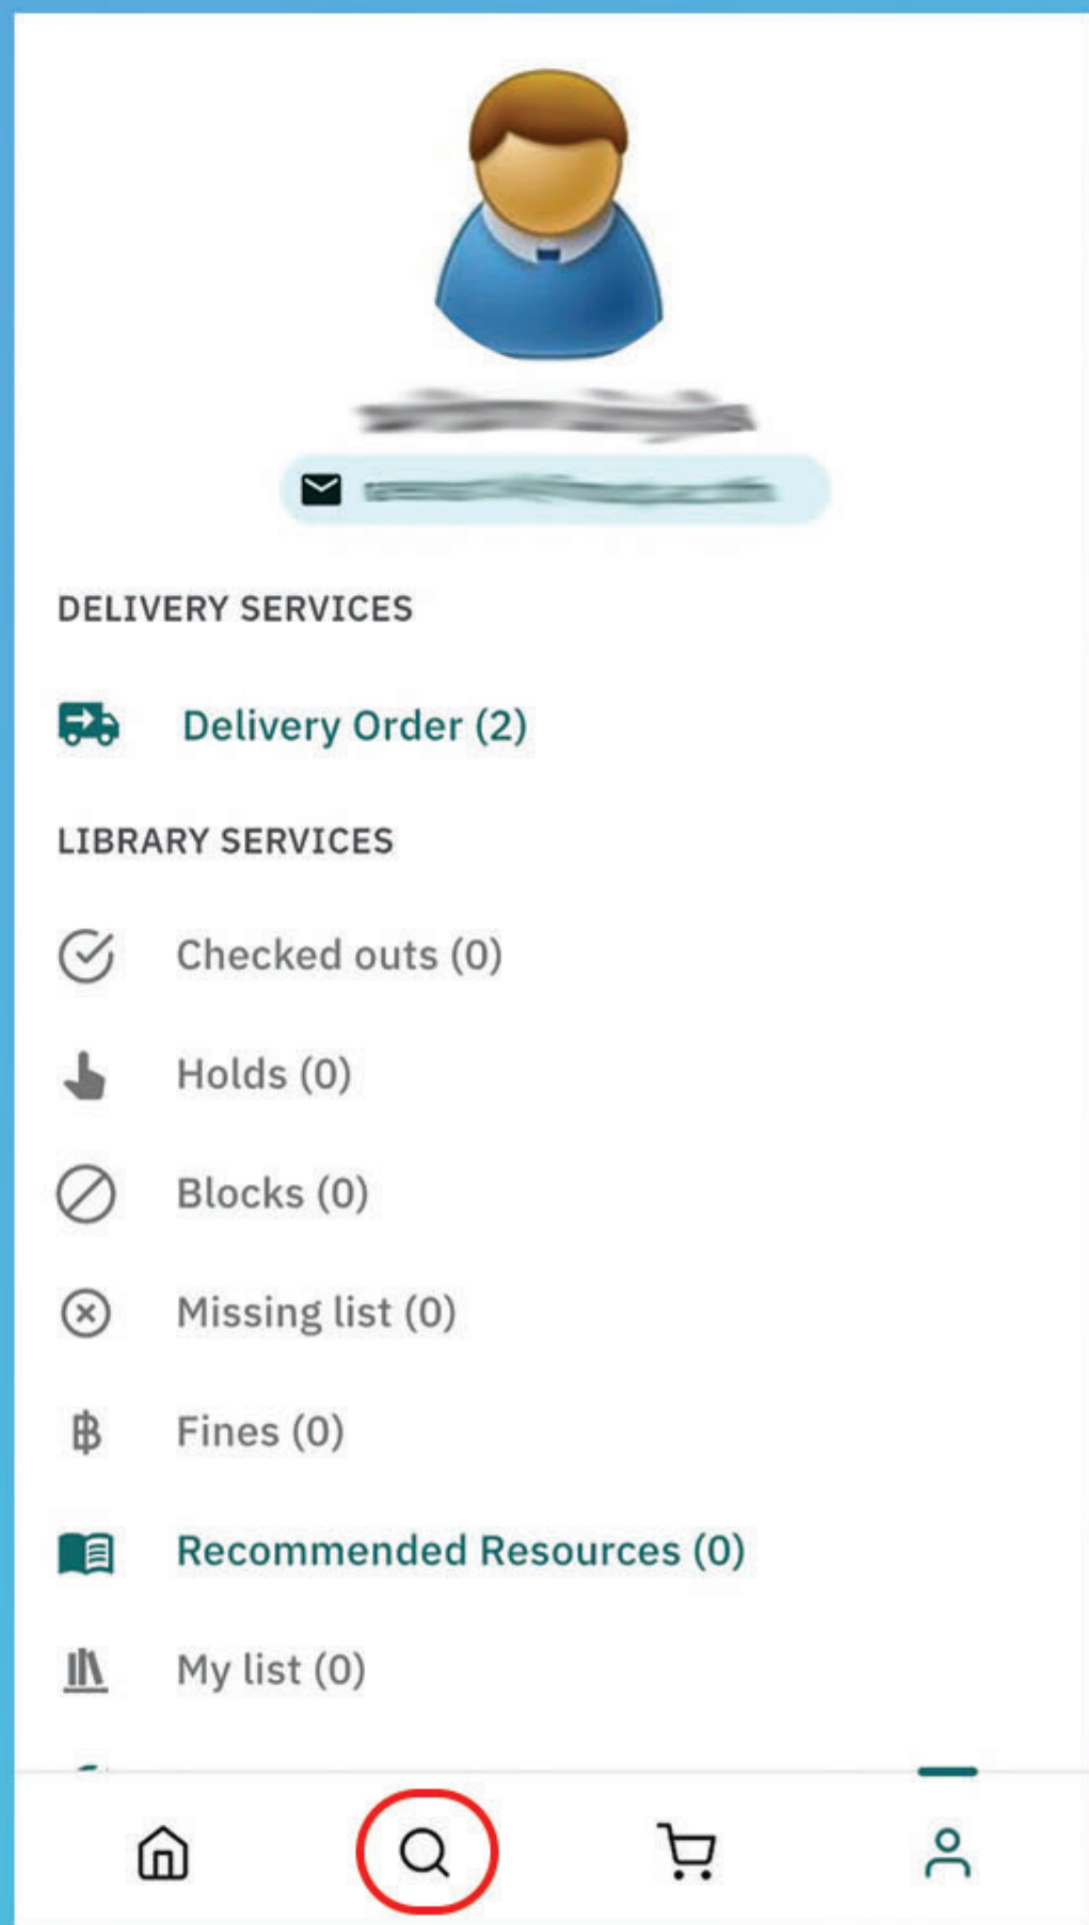 DELIVERY SERVICES
Delivery Order (2)
LIBRARY SERVICES
Checked outs (0)
Holds (0)
Blocks (0)
Missing list (0)
Fines (0)
Recommended Resources (0)
My list (0)